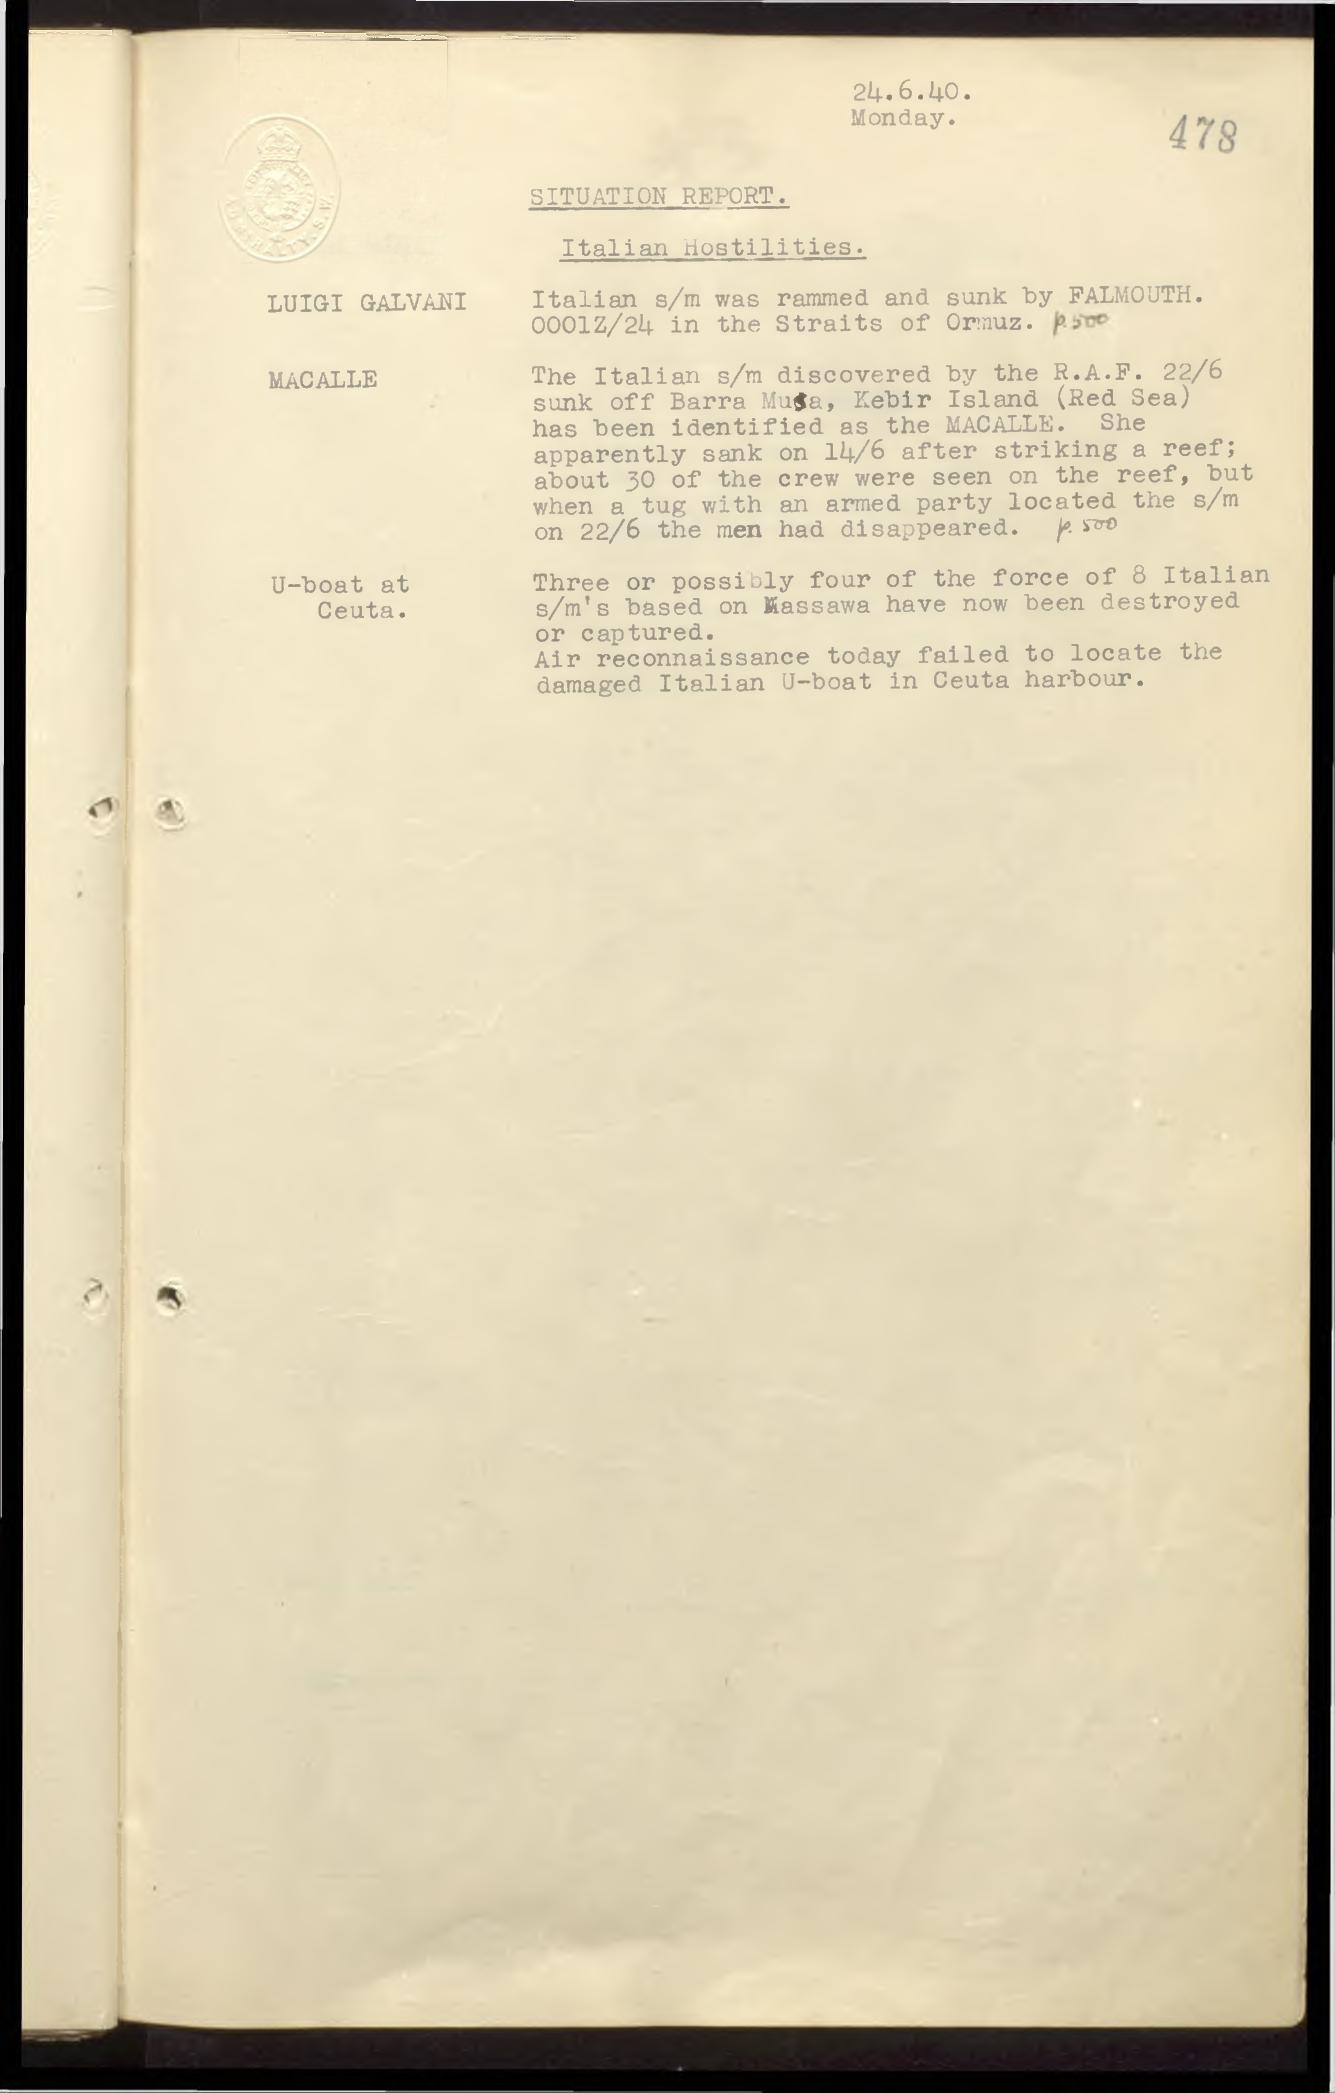 24.6.40.
Monday.
478
ADMIRALTY. S.W.
SITUATION REPORT.
Italian Hostilities.
LUIGI GALVANI
Italian s/m was rammed and sunk by FALMOUTH.
0001Z/24 in the Straits of Ormuz. p. 500
MACALLE
The Italian s/m discovered by the R.A.F. 22/6
sunk off Barra Musa, Kebir Island (Red Sea)
has been identified as the MACALLE. She
apparently sank on 14/6 after striking a reef;
about 30 of the crew were seen on the reef, but
when a tug with an armed party located the s/m
on 22/6 the men had disappeared. p. 500
U-boat at
Ceuta.
Three or possibly four of the force of 8 Italian
s/m's based on Massawa have now been destroyed
or captured.
Air reconnaissance today failed to locate the
damaged Italian U-boat in Ceuta harbour.